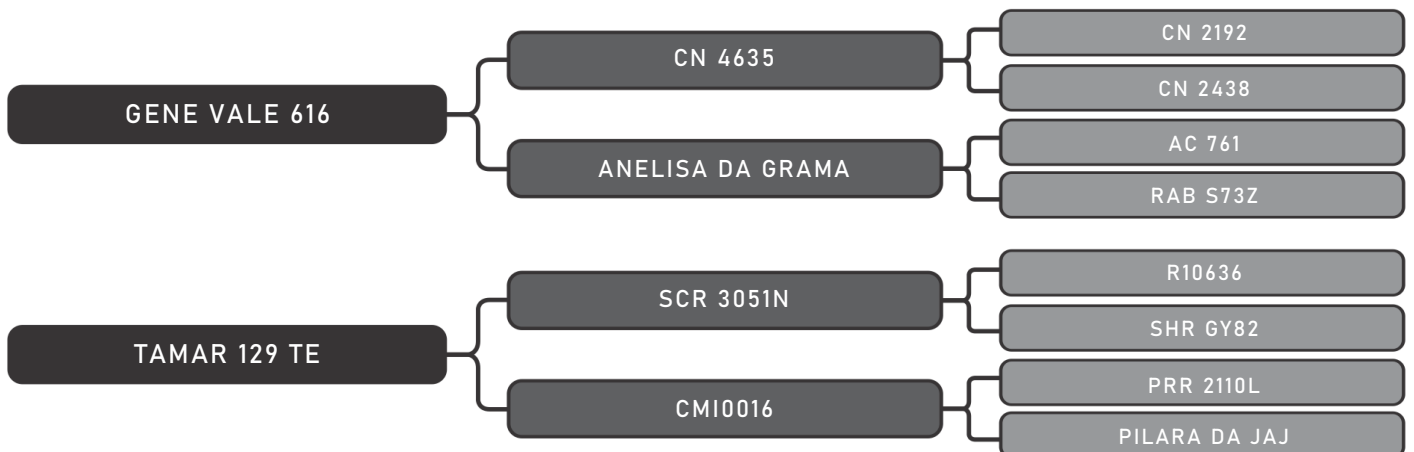 GENE VALE 616
CN 4635
ANELISA DA GRAMA
CN 2192
CN 2438
AC 761
RAB S73Z
TAMAR 129 TE
SCR 3051N
CMI0016
R10636
SHR GY82
PRR 2110L
PILARA DA JAJ